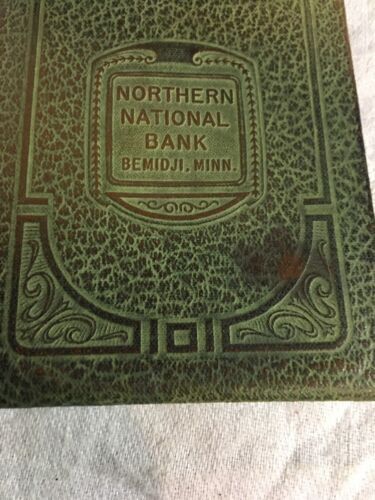 NORTHERN
NATIONAL
BANK
BEMIDJI, MINN.